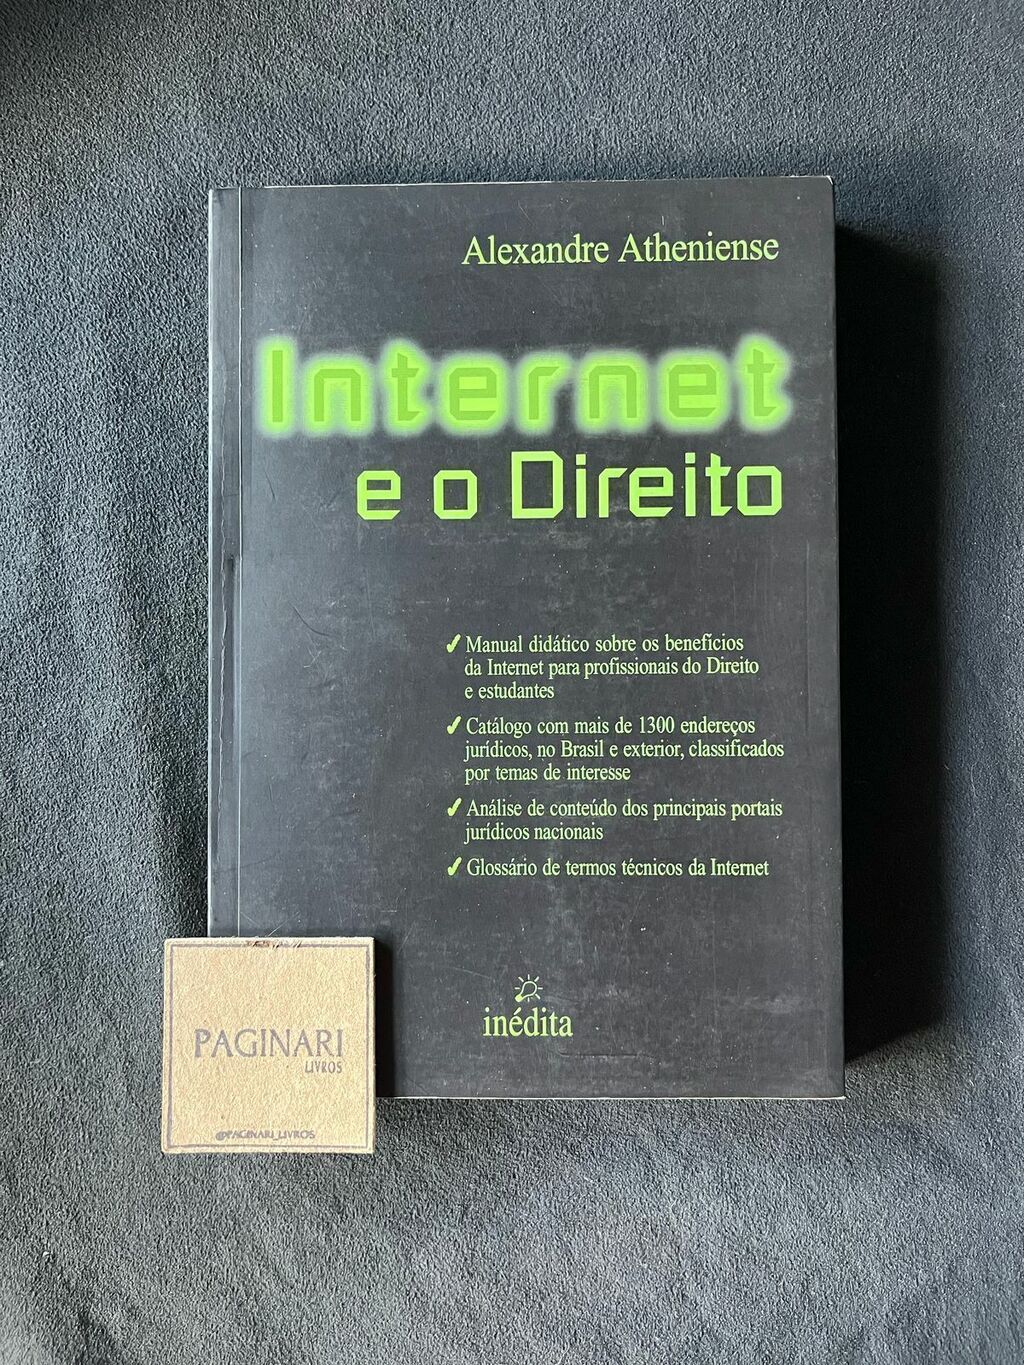 Alexandre Atheniense
Internet
e o Direito
✓ Manual didático sobre os benefícios
da Internet para profissionais do Direito
e estudantes
✓ Catálogo com mais de 1300 endereços
jurídicos, no Brasil e exterior, classificados
por temas de interesse
✓ Análise de conteúdo dos principais portais
jurídicos nacionais
✓ Glossário de termos técnicos da Internet
inédita
PAGINARI
LIVROS
@PAGINARI_LIVROS